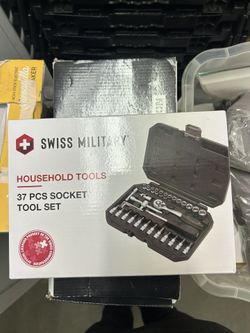 SWISS MILITARY
HOUSEHOLD TOOLS
37 PCS SOCKET
TOOL SET